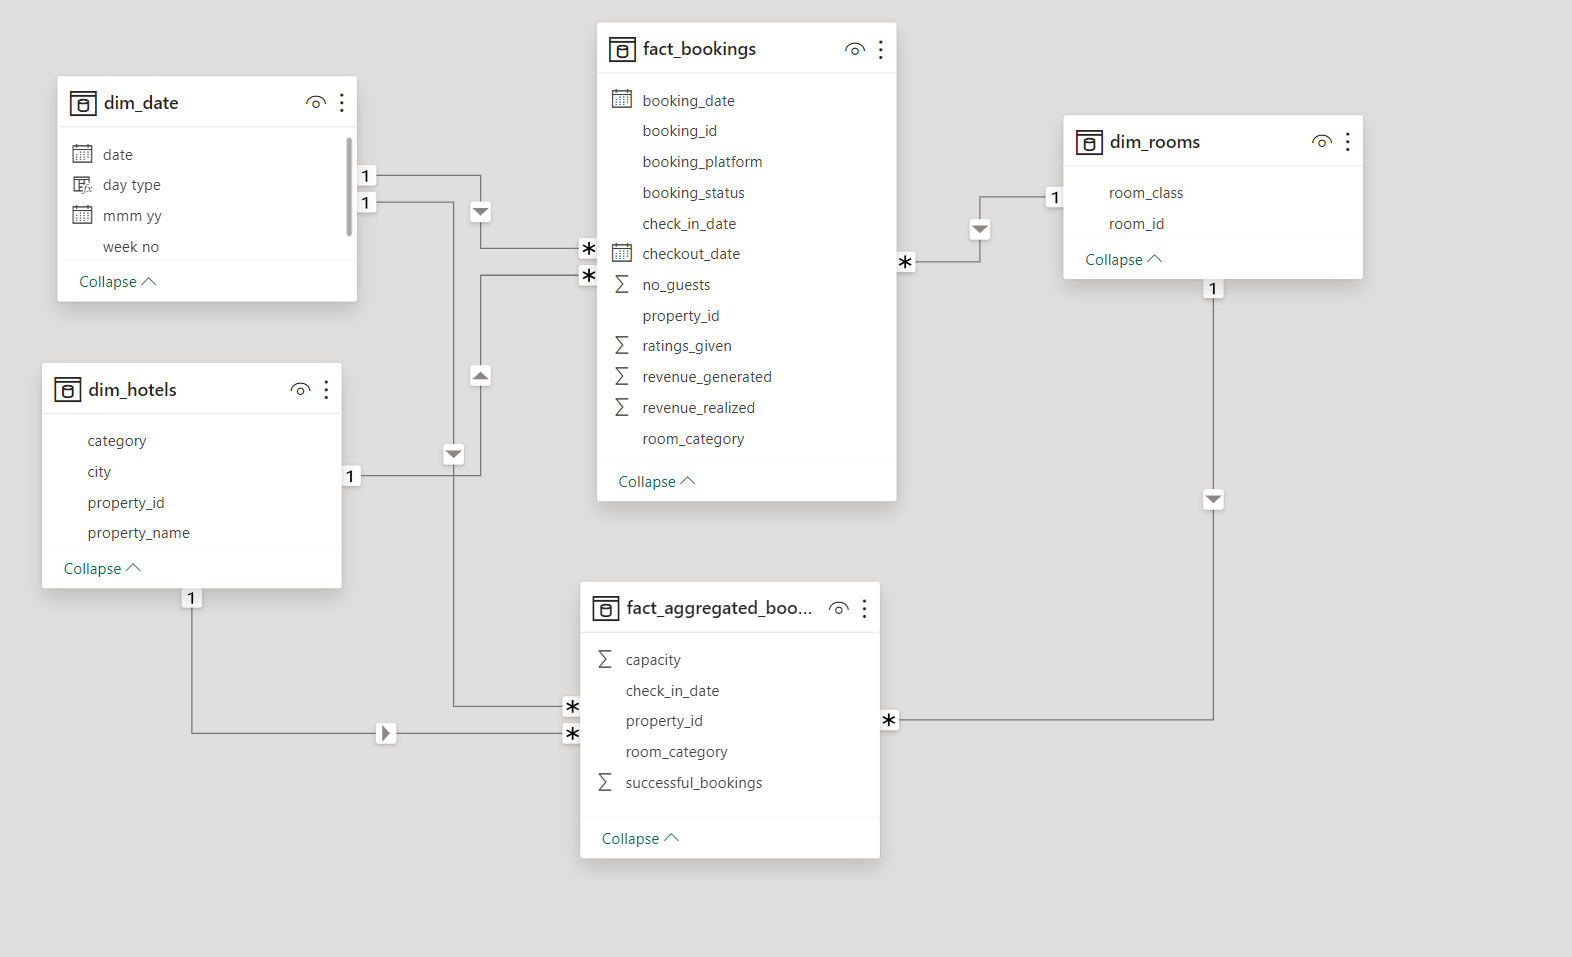 dim_date
date
day type
mmm yy
week no
Collapse
1
1
dim_hotels
category
city
property_id
property_name
Collapse
1
1
fact_bookings
booking_date
booking_id
booking_platform
booking_status
check_in_date
checkout_date
no_guests
property_id
ratings_given
revenue_generated
revenue_realized
room_category
Collapse
*
*
*
dim_rooms
room_class
room_id
Collapse
1
1
fact_aggregated_boo...
capacity
check_in_date
property_id
room_category
successful_bookings
Collapse
*
*
*